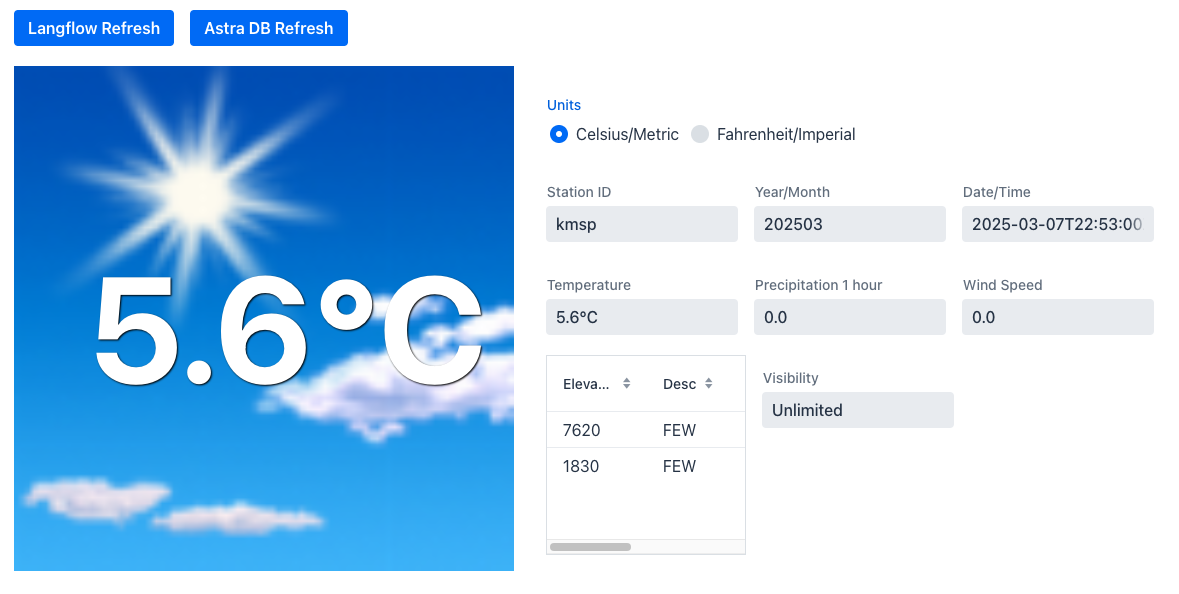 Langflow Refresh Astra DB Refresh
5.6°C
Units
Celsius/Metric Fahrenheit/Imperial
Station ID Year/Month Date/Time
kmsp 202503 2025-03-07T22:53:00
Temperature Precipitation 1 hour Wind Speed
5.6°C 0.0 0.0
Eleva... Desc
7620 FEW
1830 FEW
Visibility
Unlimited